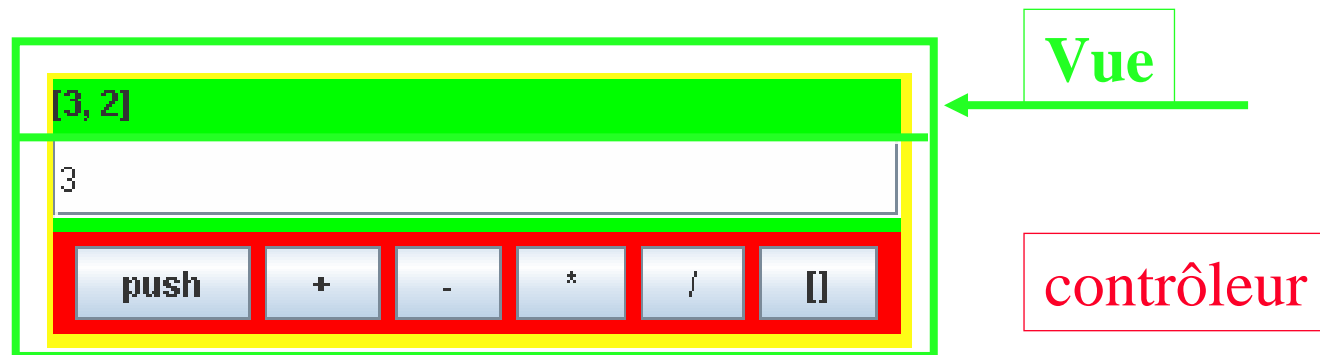 Vue
[3, 2]
3
contrôleur
push + - * / []